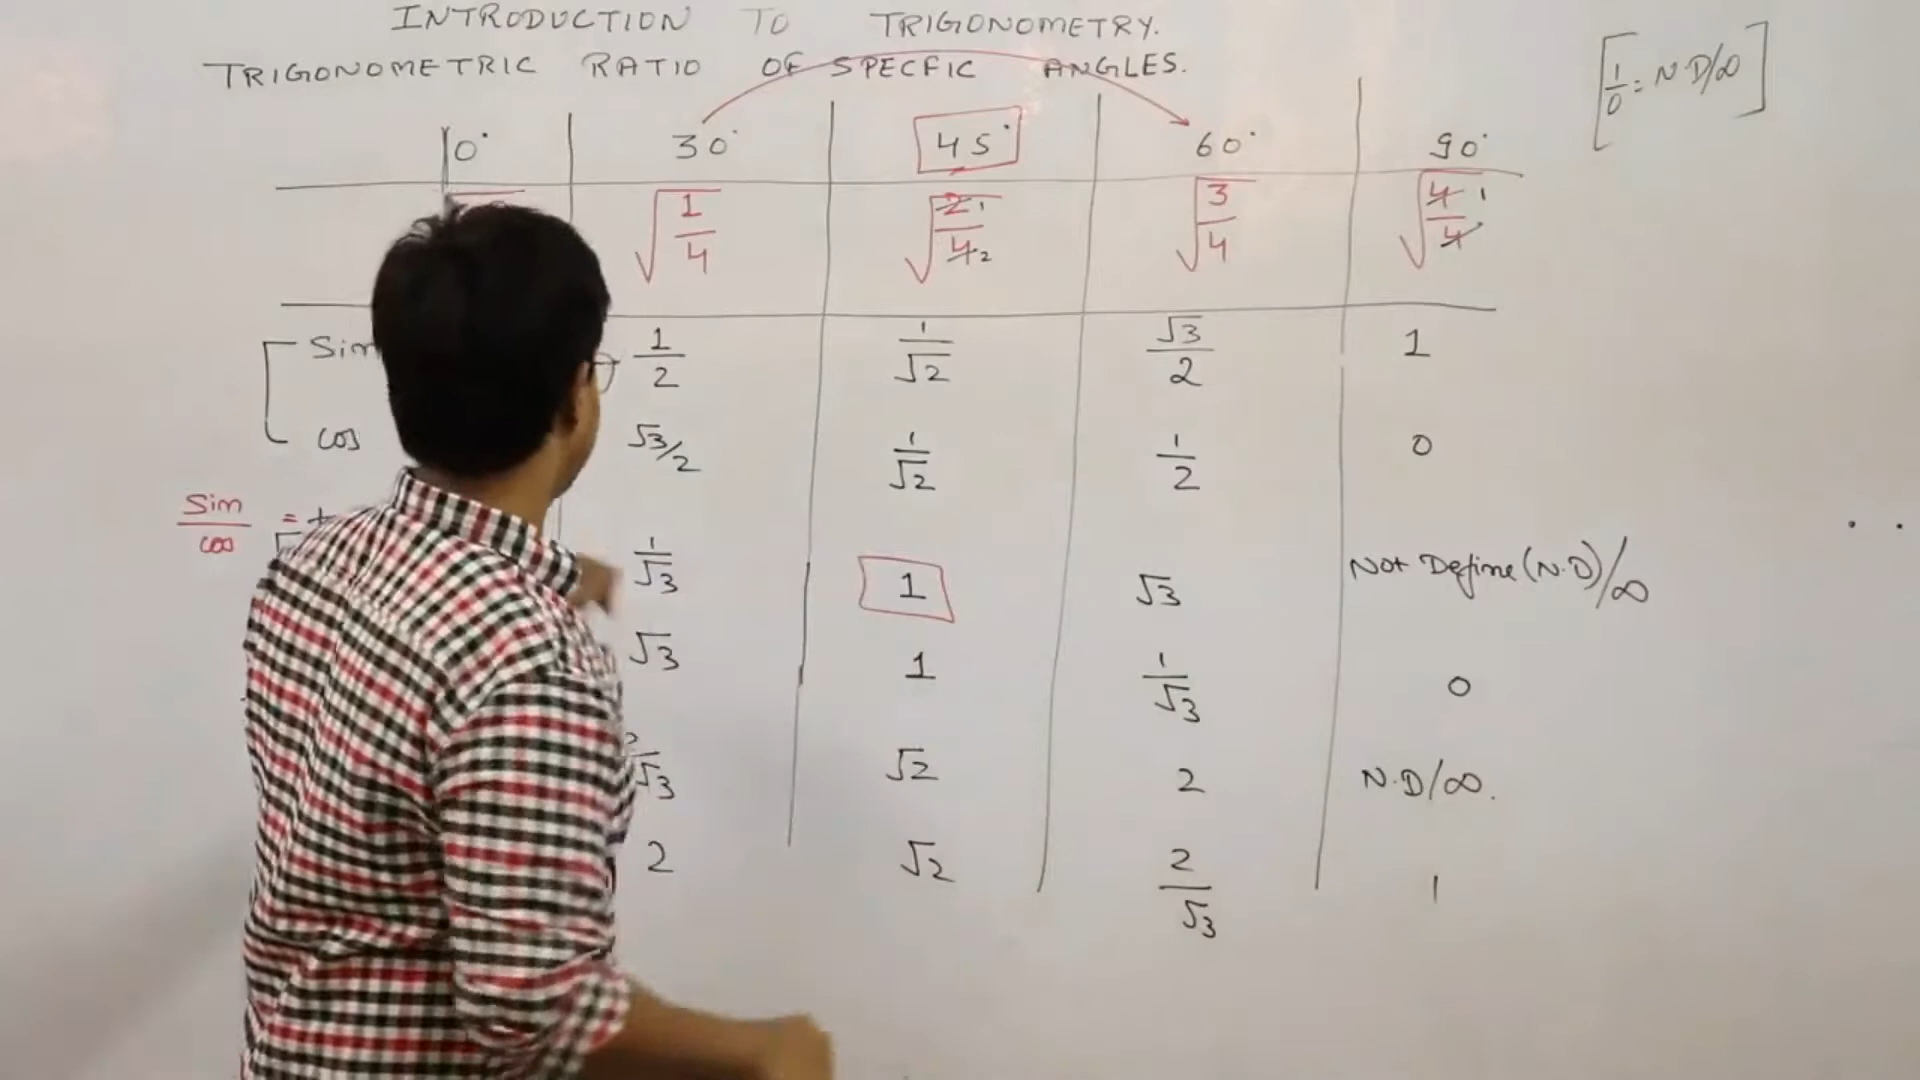 INTRODUCTION TO TRIGONOMETRY.
TRIGONOMETRIC RATIO OF SPECFIC ANGLES.
[1/0 = N.D/∞]
0° 30° 45° 60° 90°
√(1/4) √(2/4) 1 2 √(3/4) √(4/4) 1
Sin 1/2 1/√2 √3/2 1
cos √3/2 1/√2 1/2 0
Sin/cos = 1/√3 1 √3 Not Define (N.D)/∞
√3 1 1/√3 0
2/√3 √2 2 N.D/∞.
2 √2 2/√3 1